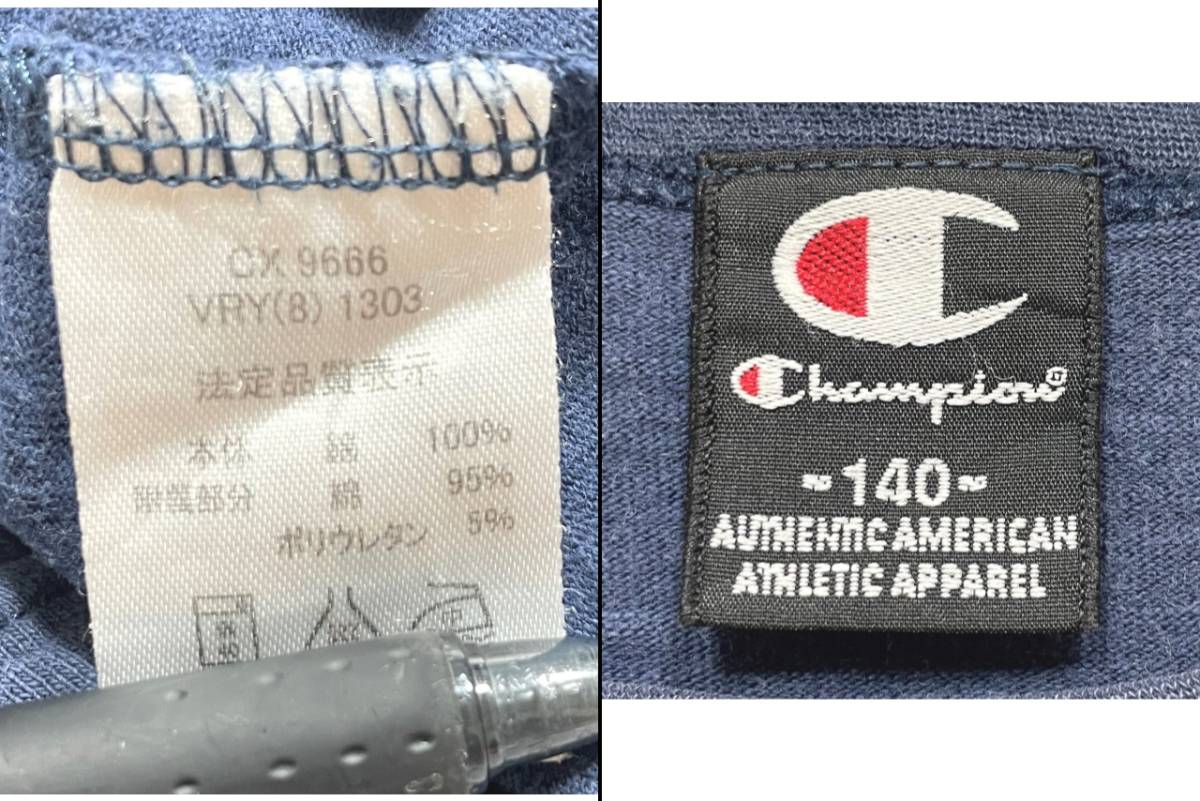 CX 9666
VRY(8) 1303
法定品質表示
本体 綿 100%
附属部分 綿 95%
ポリウレタン 5%
Champion
~140~
AUTHENTIC AMERICAN
ATHLETIC APPAREL